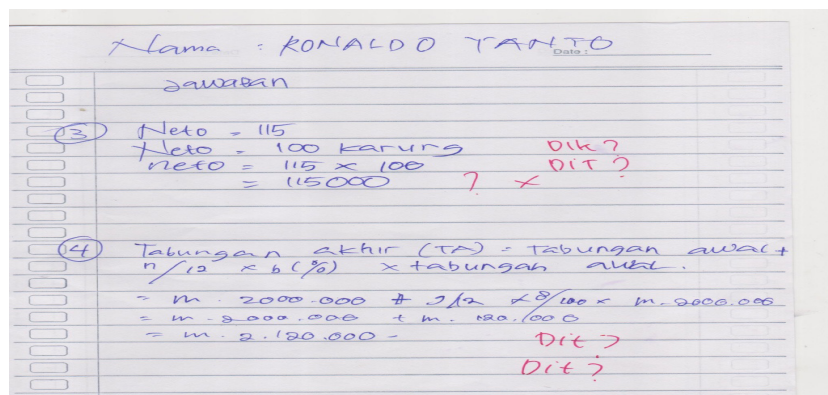 Nama : RONALDO TANTO
Date :
Jawaban
3 Neto = 115
Neto = 100 karung Dik?
neto = 115 x 100 DIT?
= 115000 ? x
4 Tabungan akhir (TA) = Tabungan awal +
n/12 x b (%) x tabungan awal.
= m. 2000.000 + 9/12 x 8/100 x m. 2000.000
= m. 2000.000 + m. 120.000
= m. 2.120.000 - Dit?
Dit?